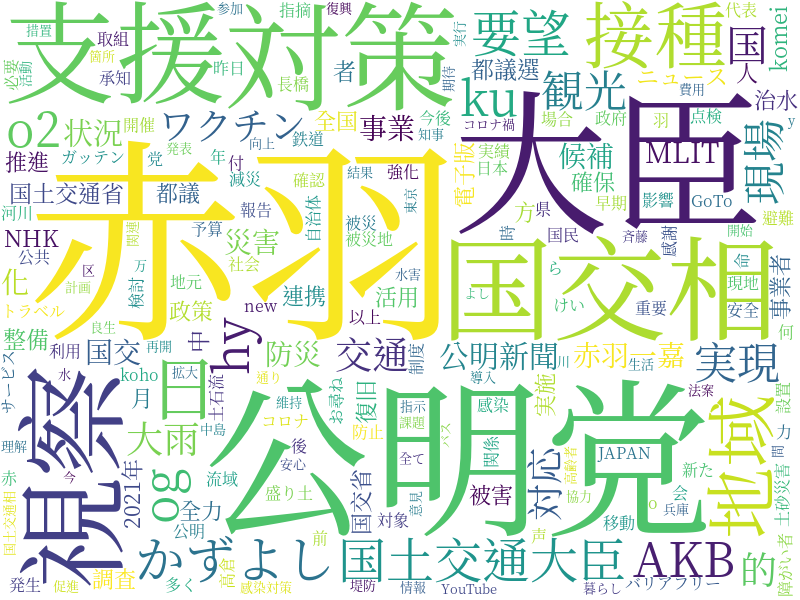 支援対策
要望
接種
国
人
komei
措置
参加
復興
指摘
代表
実行
必要
活動
箇所
取組
承知
昨日
長橋
者
期待
都議選
ニュース
費用
o2
状況
開催
ワクチン
全国
事業
今後
知事
ku
観光
コロナ禍
場合
政府
羽
点検
治水
y
推進
ガッテン
党
発表
向上
鉄道
年
付
減災
確認
結果
強化
実績
日本
候補
確保
電子版
MLIT
早期
影響
GoTo
現場
避難
国土交通省
都議
河川
NHK
公共
関連
予算
報告
災害
自治体
東京
被災
被災地
赤羽
大臣
方
県
時
国民
斉藤
感謝
開始
化
区
計画
万
トラベル
検討
地元
社会
政策
連携
水害
活用
国交相
ら
けい
よし
重要
命
安全
現地
事業者
何
整備
利用
国交
中
new
以上
防災
交通
制度
公明新聞
川
導入
赤羽一嘉
生活
実現
法案
設置
サービス
水
良生
再開
koho
月
日
hy
拡大
土石流
通り
維持
中島
お尋ね
復旧
指示
課題
感染
バス
実施
視察
理解
赤
今
大雨
og
コロナ
防止
公明党
地域
力
間
土砂災害
国土交通相
2021年
流域
安心
後
盛り土
国交省
全て
関係
被害
対応
JAPAN
高齢者
協力
新た
o
会
兵庫
障がい者
全力
公明
対象
意見
移動
声
前
かずよし
国土交通大臣
AKB
的
発生
促進
調査
多く
高倉
感染対策
堤防
情報
YouTube
暮らし
バリアフリー